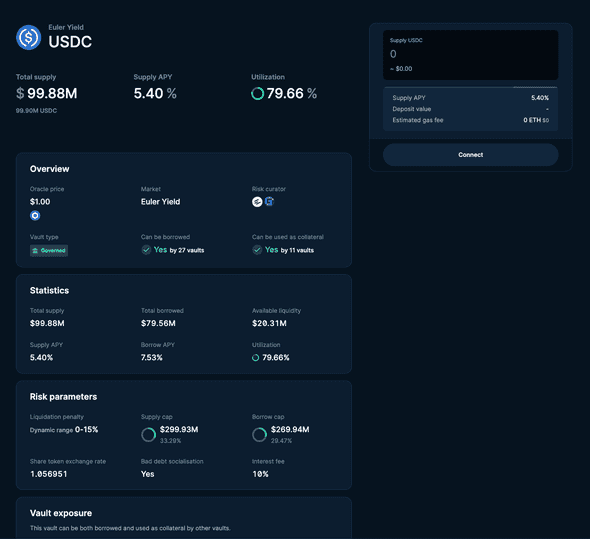 Euler Yield
USDC
Total supply
$ 99.88M
99.90M USDC
Supply APY
5.40 %
Utilization
79.66 %
Supply USDC
0
~ $0.00
Supply APY 5.40%
Deposit value -
Estimated gas fee 0 ETH $0
Connect
Overview
Oracle price
$1.00
Market
Euler Yield
Risk curator
Vault type
Governed
Can be borrowed
Yes by 27 vaults
Can be used as collateral
Yes by 11 vaults
Statistics
Total supply
$99.88M
Total borrowed
$79.56M
Available liquidity
$20.31M
Supply APY
5.40%
Borrow APY
7.53%
Utilization
79.66%
Risk parameters
Liquidation penalty
Dynamic range 0-15%
Supply cap
$299.93M
33.29%
Borrow cap
$269.94M
29.47%
Share token exchange rate
1.056951
Bad debt socialisation
Yes
Interest fee
10%
Vault exposure
This vault can be both borrowed and used as collateral by other vaults.